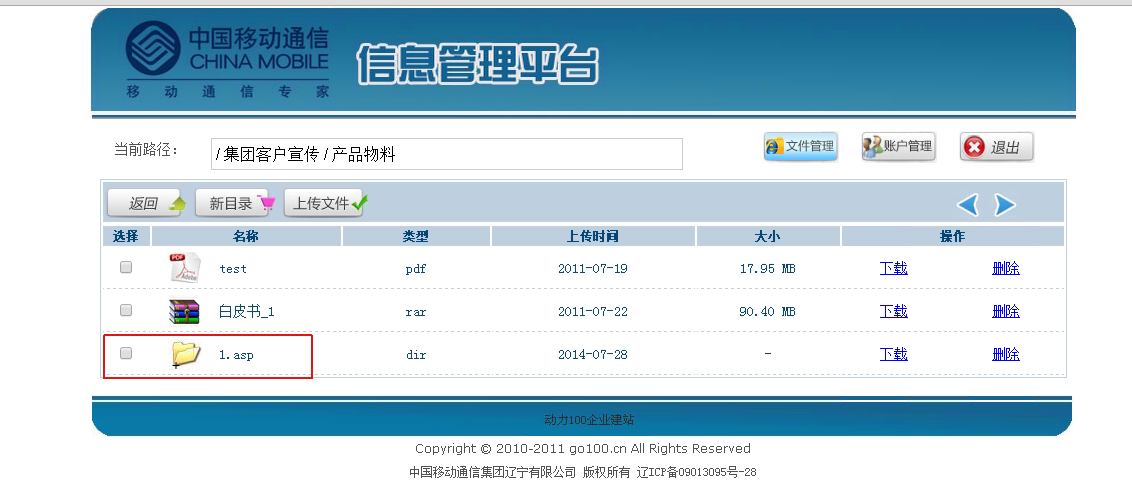 中国移动通信
CHINA MOBILE
移动通信专家
信息管理平台
当前路径: / 集团客户宣传 / 产品物料 文件管理 账户管理 退出
返回 新目录 上传文件
选择 名称 类型 上传时间 大小 操作
PDF Adobe test pdf 2011-07-19 17.95 MB 下载 删除
白皮书_1 rar 2011-07-22 90.40 MB 下载 删除
1.asp dir 2014-07-28 - 下载 删除
动力100企业建站
Copyright © 2010-2011 go100.cn All Rights Reserved
中国移动通信集团辽宁有限公司 版权所有 辽ICP备09013095号-28